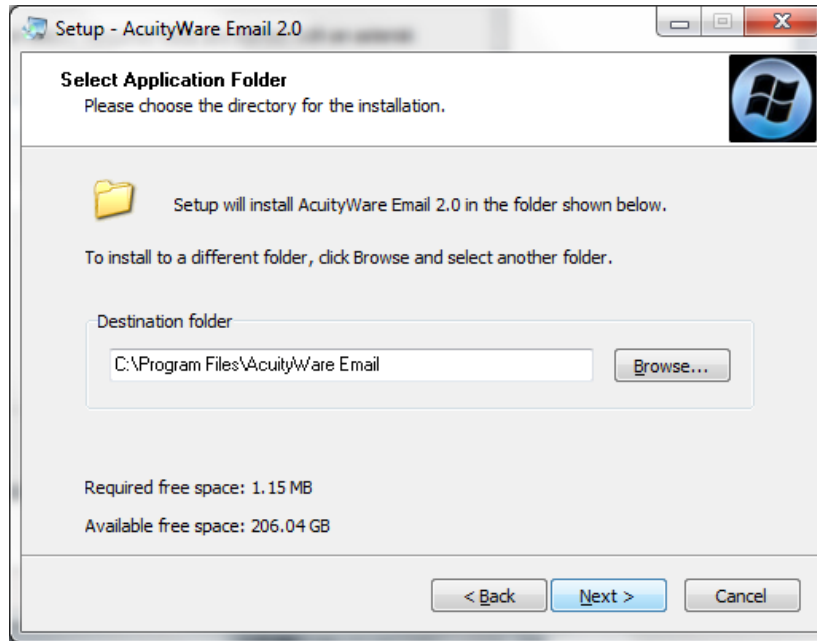 Setup - AcuityWare Email 2.0
Select Application Folder
Please choose the directory for the installation.
Setup will install AcuityWare Email 2.0 in the folder shown below.
To install to a different folder, click Browse and select another folder.
Destination folder
C:\Program Files\AcuityWare Email
Browse...
Required free space: 1.15 MB
Available free space: 206.04 GB
< Back
Next >
Cancel